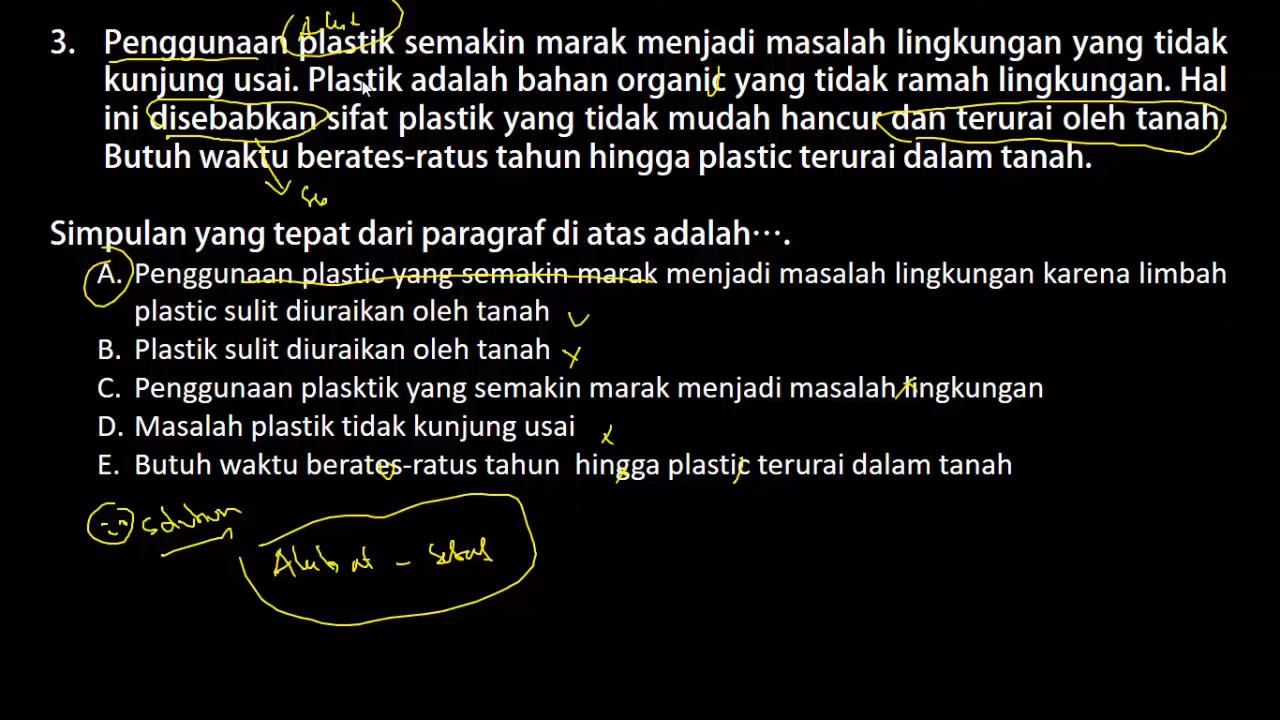 3. Penggunaan plastik semakin marak menjadi masalah lingkungan yang tidak
kunjung usai. Plastik adalah bahan organic yang tidak ramah lingkungan. Hal
ini disebabkan sifat plastik yang tidak mudah hancur dan terurai oleh tanah.
Butuh waktu berates-ratus tahun hingga plastic terurai dalam tanah.
Simpulan yang tepat dari paragraf di atas adalah….
A. Penggunaan plastic yang semakin marak menjadi masalah lingkungan karena limbah
plastic sulit diuraikan oleh tanah
B. Plastik sulit diuraikan oleh tanah
C. Penggunaan plasktik yang semakin marak menjadi masalah lingkungan
D. Masalah plastik tidak kunjung usai
E. Butuh waktu berates-ratus tahun hingga plastic terurai dalam tanah